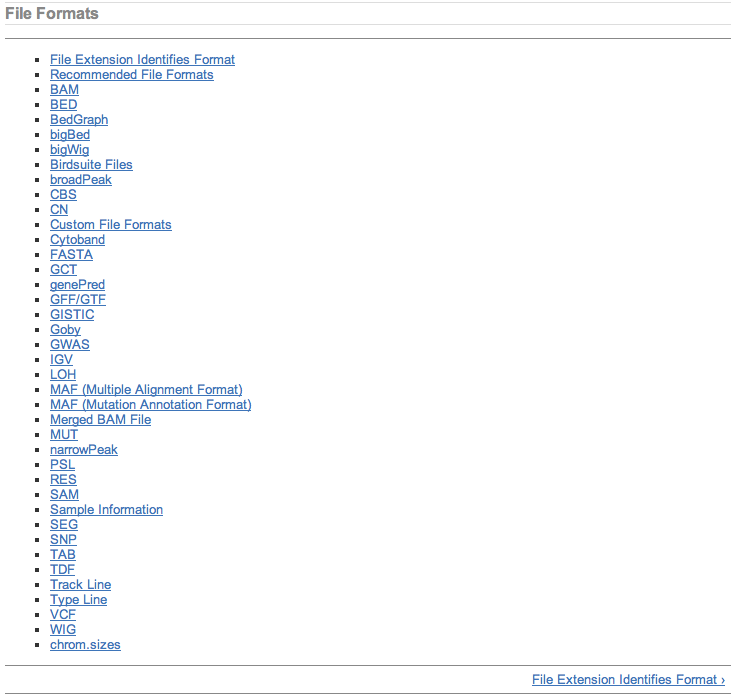 File Formats
File Extension Identifies Format
Recommended File Formats
BAM
BED
BedGraph
bigBed
bigWig
Birdsuite Files
broadPeak
CBS
CN
Custom File Formats
Cytoband
FASTA
GCT
genePred
GFF/GTF
GISTIC
Goby
GWAS
IGV
LOH
MAF (Multiple Alignment Format)
MAF (Mutation Annotation Format)
Merged BAM File
MUT
narrowPeak
PSL
RES
SAM
Sample Information
SEG
SNP
TAB
TDF
Track Line
Type Line
VCF
WIG
chrom.sizes
File Extension Identifies Format ›